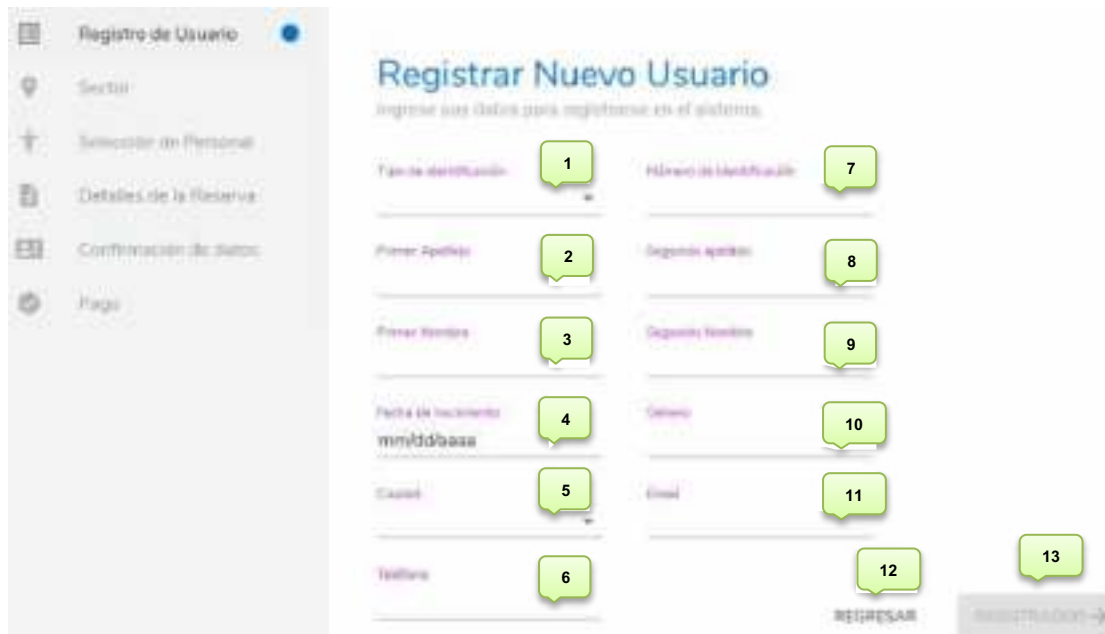 Registro de Usuario
Sector
Selección de Personal
Detalles de la Reserva
Confirmación de datos
Pago
Registrar Nuevo Usuario
Ingrese sus datos para registrarse en el sistema.
Tipo de identificación
1
Número de identificación
7
Primer Apellido
2
Segundo apellido
8
Primer Nombre
3
Segundo Nombre
9
Fecha de nacimiento
4
mm/dd/aaaa
Género
10
Ciudad
5
Email
11
Teléfono
6
12
REGRESAR
13